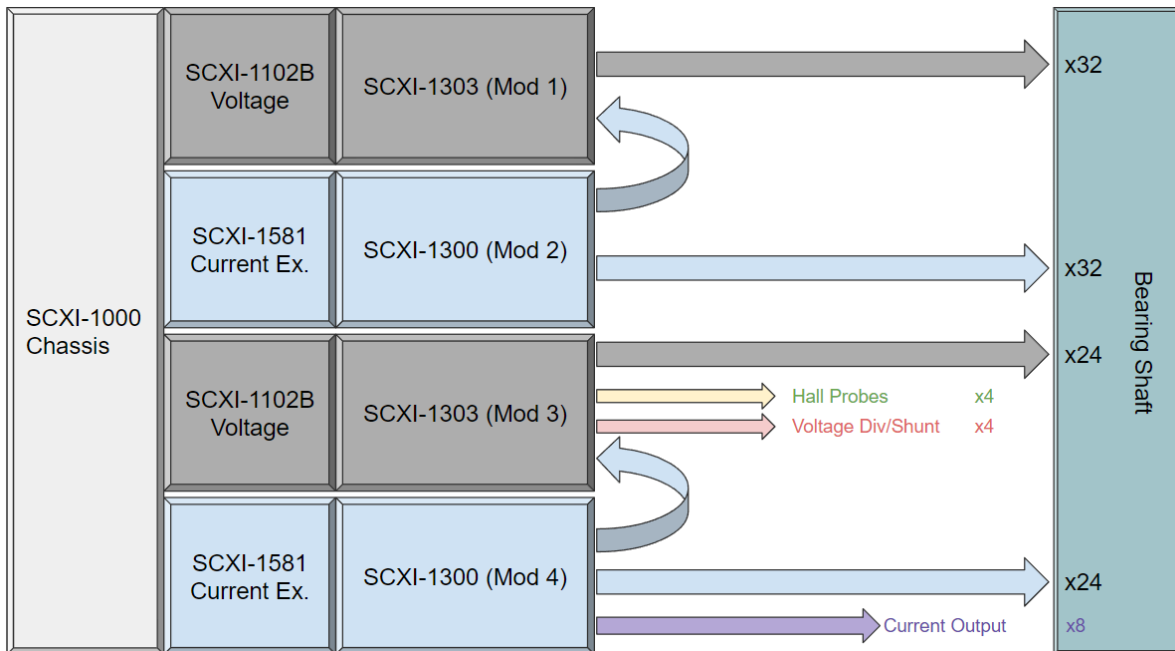 SCXI-1000
Chassis
SCXI-1102B
Voltage
SCXI-1303 (Mod 1)
x32
SCXI-1581
Current Ex.
SCXI-1300 (Mod 2)
x32
SCXI-1102B
Voltage
SCXI-1303 (Mod 3)
x24
Hall Probes x4
Voltage Div/Shunt x4
SCXI-1581
Current Ex.
SCXI-1300 (Mod 4)
x24
Current Output x8
Bearing Shaft